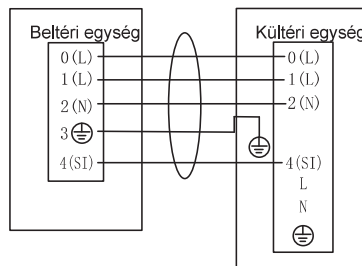 Beltéri egység
0(L)
1(L)
2(N)
3
4(SI)
Kültéri egység
0(L)
1(L)
2(N)
4(SI)
L
N